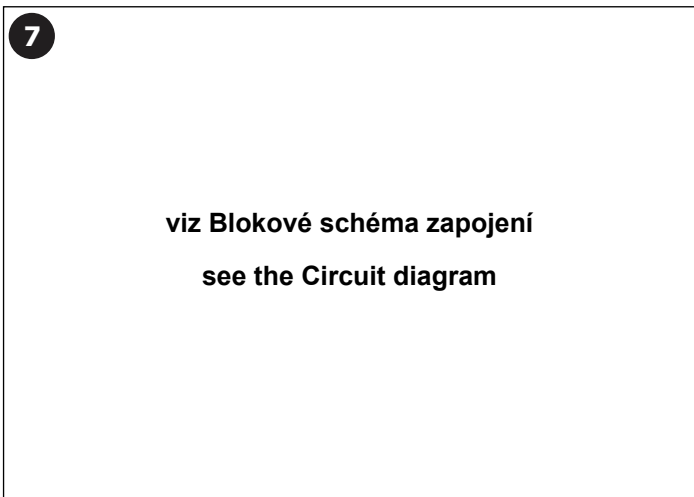 7
viz Blokové schéma zapojení
see the Circuit diagram